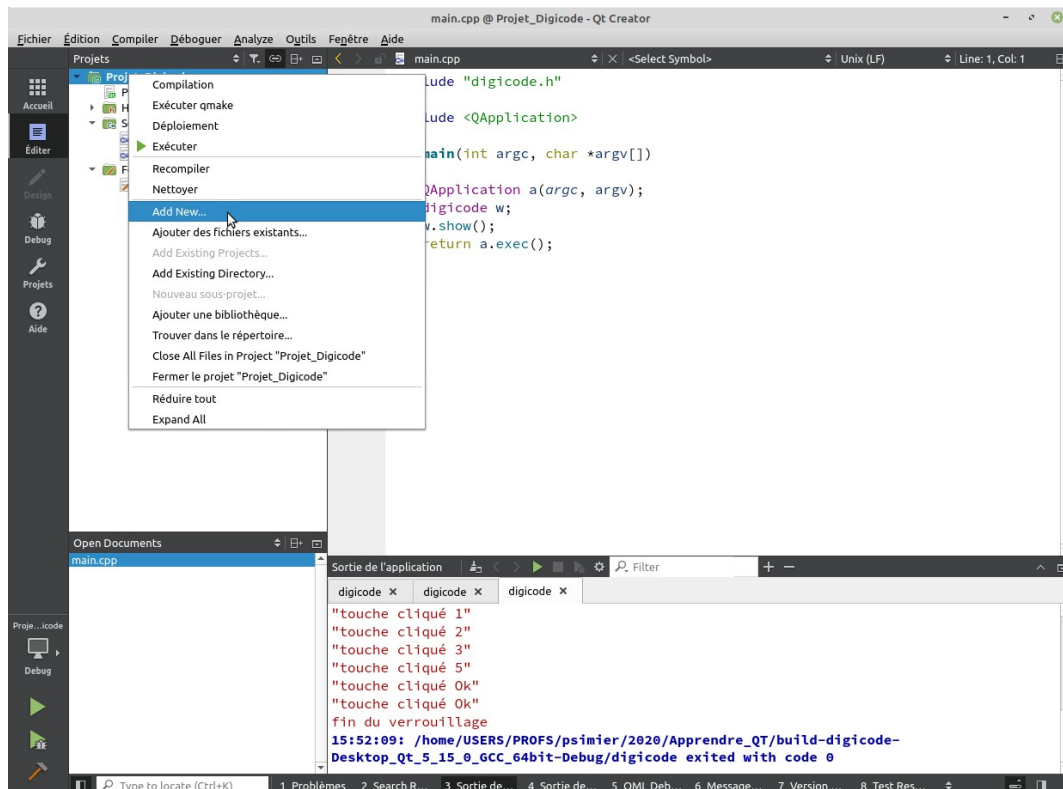 main.cpp @ Projet_Digicode - Qt Creator
Fichier Édition Compiler Déboguer Analyze Outils Fenêtre Aide
Projets main.cpp <Select Symbol> Unix (LF) Line: 1, Col: 1
Accueil
Éditer
Design
Debug
Projets
Aide
Compilation
Exécuter qmake
Déploiement
Exécuter
Recompiler
Nettoyer
Add New...
Ajouter des fichiers existants...
Add Existing Projects...
Add Existing Directory...
Nouveau sous-projet...
Ajouter une bibliothèque...
Trouver dans le répertoire...
Close All Files in Project "Projet_Digicode"
Fermer le projet "Projet_Digicode"
Réduire tout
Expand All
lude "digicode.h"
lude <QApplication>
main(int argc, char *argv[])
QApplication a(argc, argv);
digicode w;
w.show();
return a.exec();
Open Documents
main.cpp
Sortie de l'application Filter
digicode digicode digicode
"touche cliqué 1"
"touche cliqué 2"
"touche cliqué 3"
"touche cliqué 5"
"touche cliqué Ok"
"touche cliqué Ok"
fin du verrouillage
15:52:09: /home/USERS/PROFS/psimier/2020/Apprendre_QT/build-digicode-
Desktop_Qt_5_15_0_GCC_64bit-Debug/digicode exited with code 0
Proje...icode
Debug
Type to locate (Ctrl+K) 1 Problèmes 2 Search R... 3 Sortie de... 4 Sortie de... 5 QML Deb... 6 Message... 7 Version ... 8 Test Res...